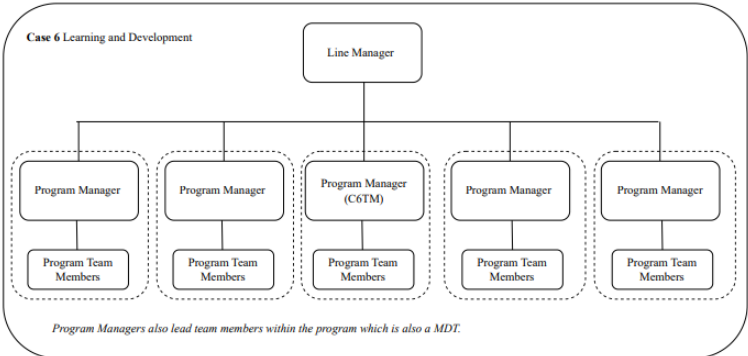 Case 6 Learning and Development
Line Manager
Program Manager
Program Manager
Program Manager
(C6TM)
Program Manager
Program Manager
Program Team
Members
Program Team
Members
Program Team
Members
Program Team
Members
Program Team
Members
Program Managers also lead team members within the program which is also a MDT.